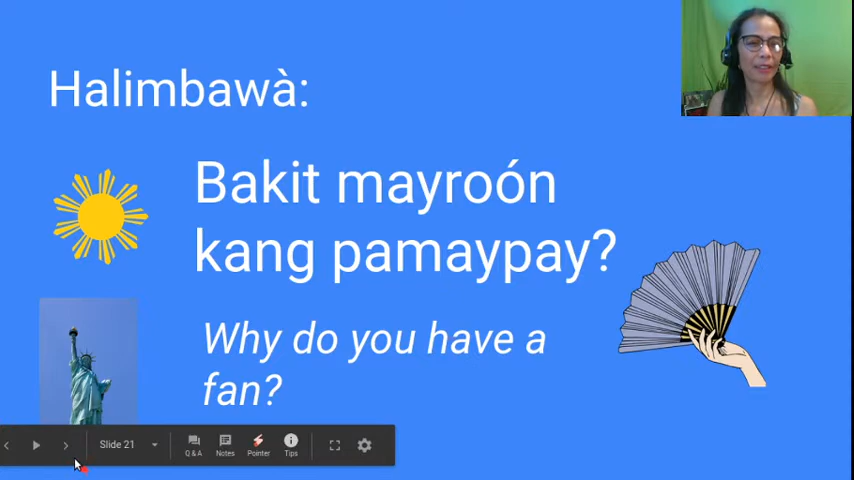 Halimbawà:
Bakit mayroón
kang pamaypay?
Why do you have a
fan?
Slide 21
Q & A
Notes
Pointer
Tips